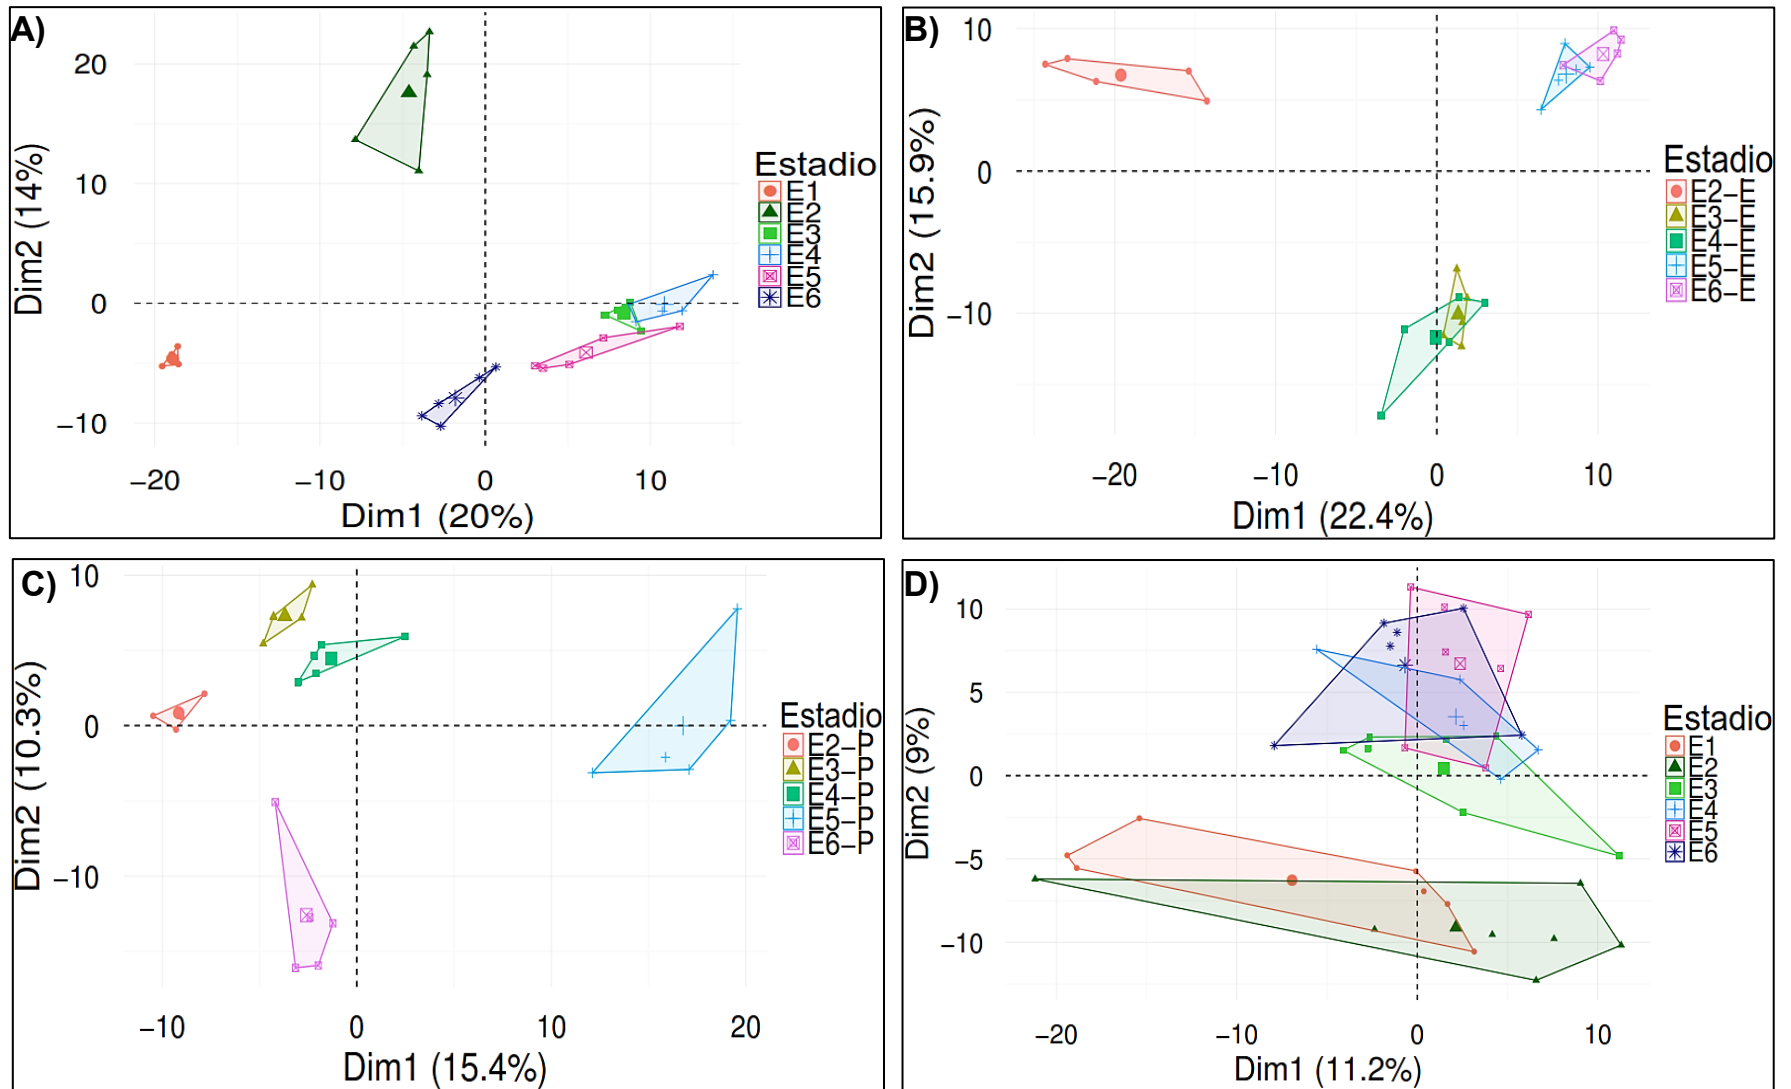 A)
20
10
0
−10
−20
−10
0
10
Dim1 (20%)
Dim2 (14%)
Estadio
E1
E2
E3
E4
E5
E6
B)
10
0
−10
−20
−10
0
10
Dim1 (22.4%)
Dim2 (15.9%)
Estadio
E2−E
E3−E
E4−E
E5−E
E6−E
C)
10
0
−10
−10
0
10
20
Dim1 (15.4%)
Dim2 (10.3%)
Estadio
E2−P
E3−P
E4−P
E5−P
E6−P
D)
10
5
0
−5
−10
−20
−10
0
10
Dim1 (11.2%)
Dim2 (9%)
Estadio
E1
E2
E3
E4
E5
E6